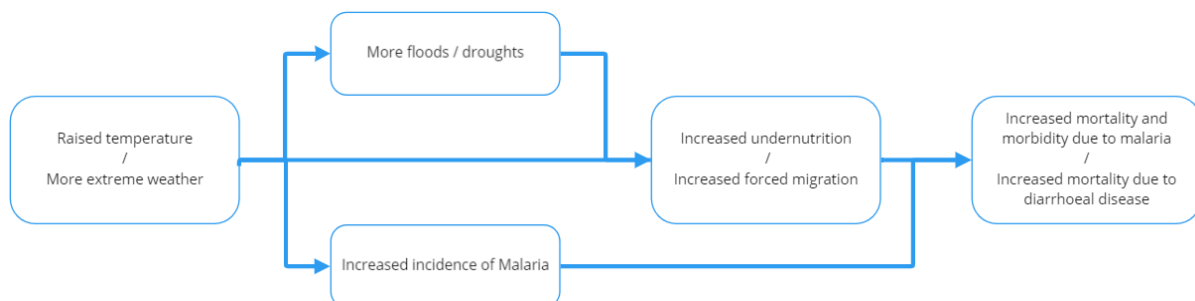 More floods / droughts
Raised temperature
/
More extreme weather
Increased undernutrition
/
Increased forced migration
Increased mortality and
morbidity due to malaria
/
Increased mortality due to
diarrhoeal disease
Increased incidence of Malaria